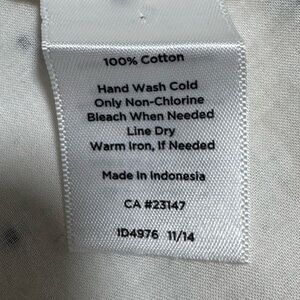 100% Cotton
Hand Wash Cold
Only Non-Chlorine
Bleach When Needed
Line Dry
Warm Iron, If Needed
Made in Indonesia
CA #23147
ID4976 11/14